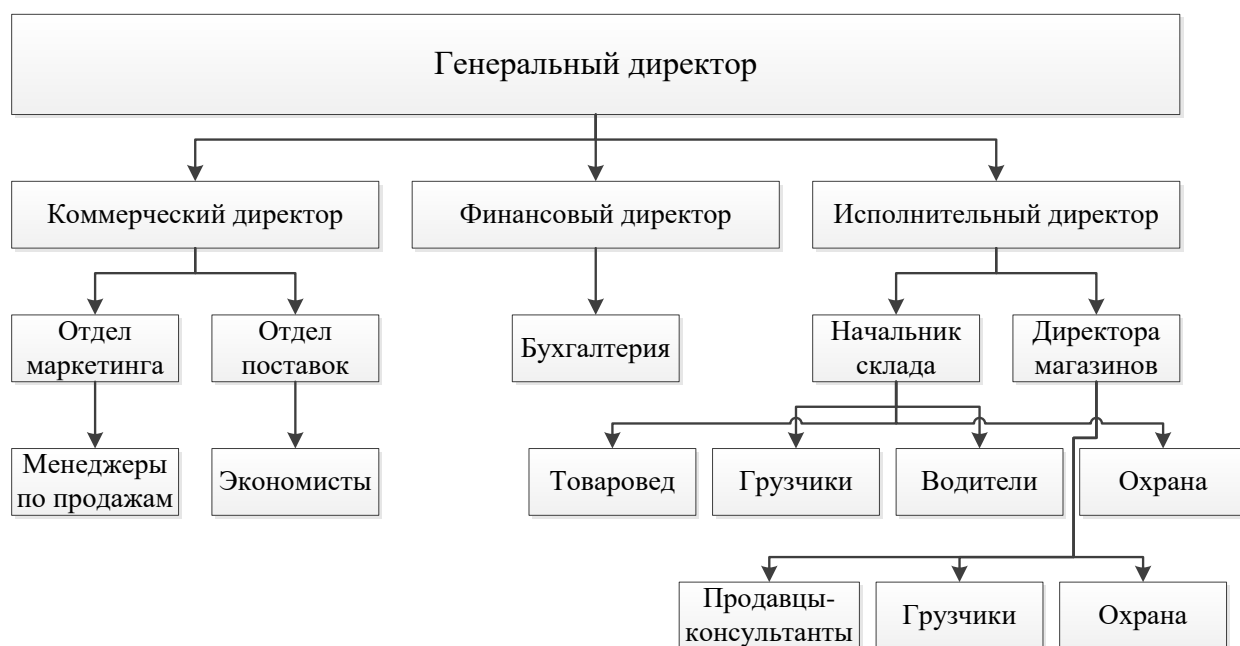 Генеральный директор
Коммерческий директор
Финансовый директор
Исполнительный директор
Отдел
маркетинга
Отдел
поставок
Бухгалтерия
Начальник
склада
Директора
магазинов
Менеджеры
по продажам
Экономисты
Товаровед
Грузчики
Водители
Охрана
Продавцы-
консультанты
Грузчики
Охрана